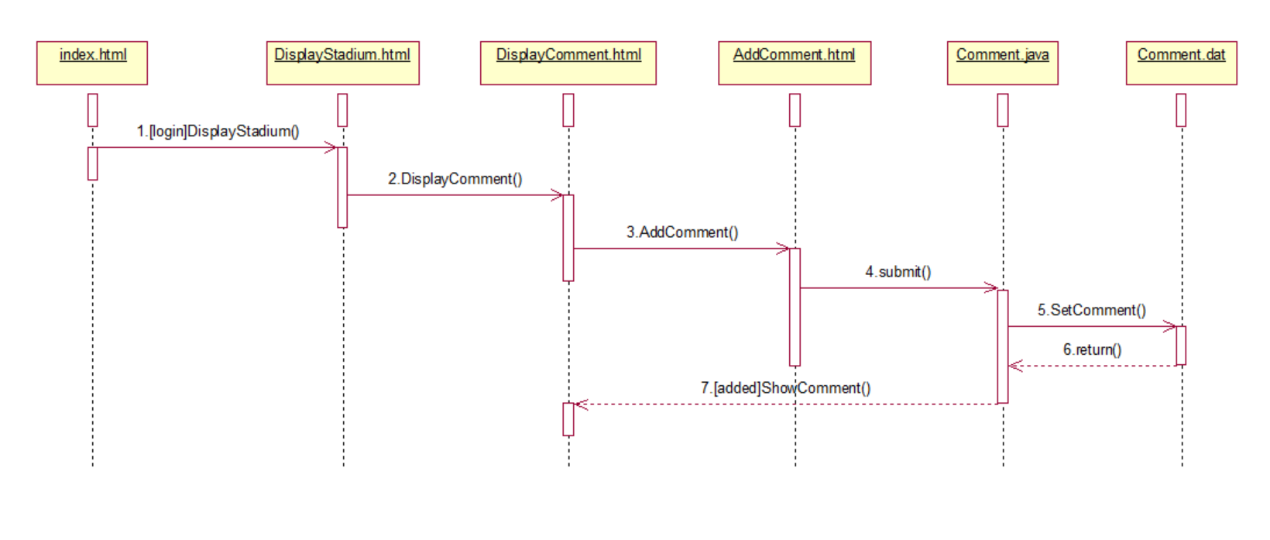 index.html
DisplayStadium.html
DisplayComment.html
AddComment.html
Comment.java
Comment.dat
1.[login]DisplayStadium()
2.DisplayComment()
3.AddComment()
4.submit()
5.SetComment()
6.return()
7.[added]ShowComment()